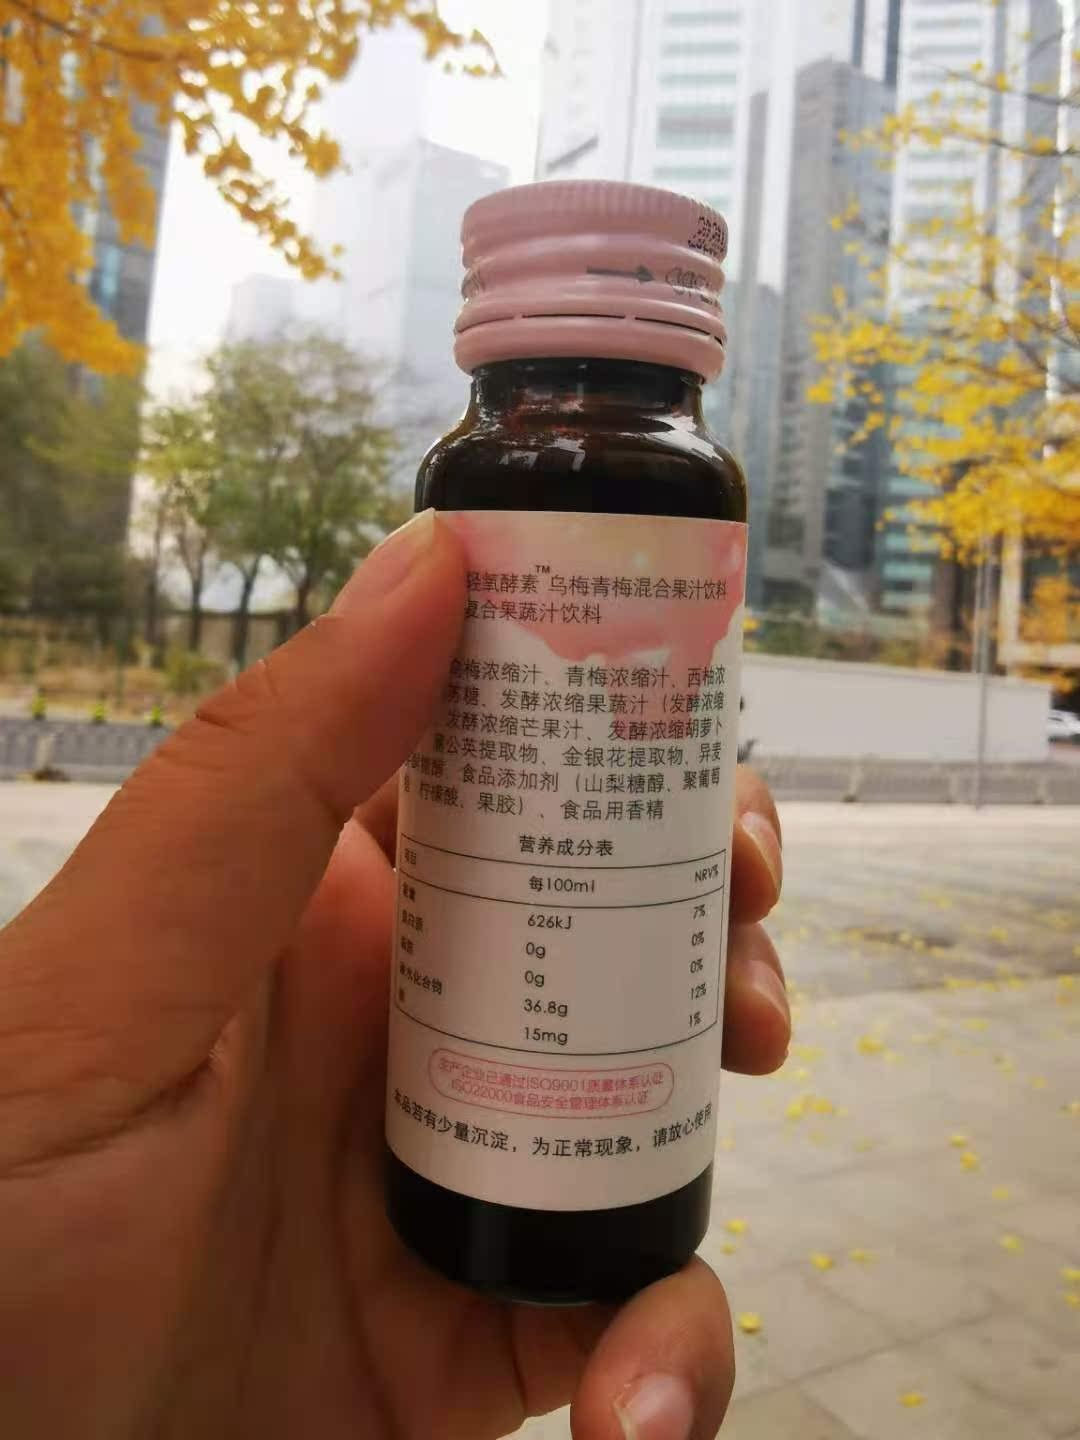 轻氧酵素™ 乌梅青梅混合果汁饮料
复合果蔬汁饮料
梅浓缩汁、青梅浓缩汁、西柚浓
糖、发酵浓缩果蔬汁（发酵浓缩
发酵浓缩芒果汁、发酵浓缩胡萝卜
蒲公英提取物、金银花提取物、异麦
糖醇、食品添加剂（山梨糖醇、聚葡萄
柠檬酸、果胶）、食品用香精
营养成分表
项目 每100ml NRV%
能量 626kJ 7%
蛋白质 0g 0%
脂肪 0g 0%
碳水化合物 36.8g 12%
钠 15mg 1%
生产企业已通过ISO9001质量体系认证
ISO22000食品安全管理体系认证
本品若有少量沉淀，为正常现象，请放心使用